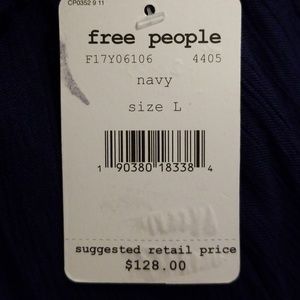 CP0352 9 11
free people
F17Y06106 4405
navy
size L
1 90380 18338 4
suggested retail price
$128.00